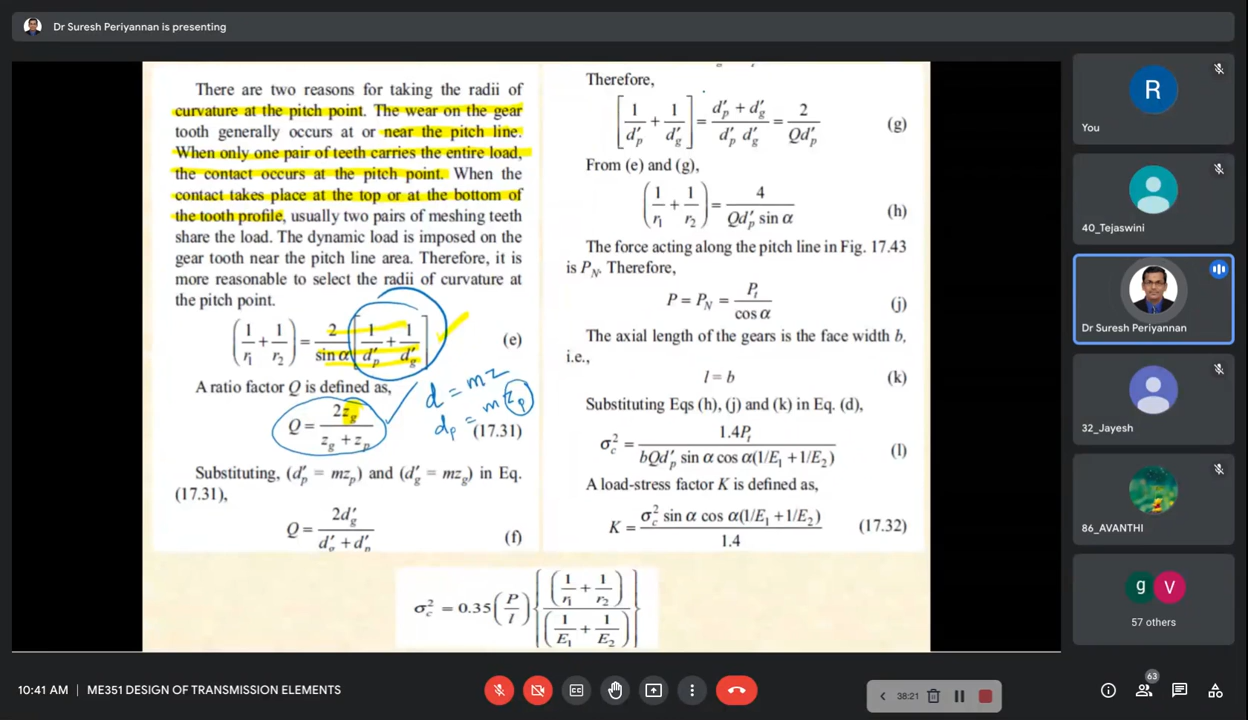 Dr Suresh Periyannan is presenting
There are two reasons for taking the radii of
curvature at the pitch point. The wear on the gear
tooth generally occurs at or near the pitch line.
When only one pair of teeth carries the entire load,
the contact occurs at the pitch point. When the
contact takes place at the top or at the bottom of
the tooth profile, usually two pairs of meshing teeth
share the load. The dynamic load is imposed on the
gear tooth near the pitch line area. Therefore, it is
more reasonable to select the radii of curvature at
the pitch point.
(1/r₁ + 1/r₂) = 2/sin α [1/d′p + 1/d′g] (e)
A ratio factor Q is defined as,
d = mz
dp = mzp
Q = 2zg/(zg + zp) (17.31)
Substituting, (d′p = mzp) and (d′g = mzg) in Eq.
(17.31),
Q = 2d′g/(d′g + d′p) (f)
Therefore,
[1/d′p + 1/d′g] = (d′p + d′g)/(d′p d′g) = 2/(Qd′p) (g)
From (e) and (g),
(1/r₁ + 1/r₂) = 4/(Qd′p sin α) (h)
The force acting along the pitch line in Fig. 17.43
is PN. Therefore,
P = PN = Pt/cos α (j)
The axial length of the gears is the face width b,
i.e.,
l = b (k)
Substituting Eqs (h), (j) and (k) in Eq. (d),
σc² = 1.4Pt/(bQd′p sin α cos α(1/E₁ + 1/E₂)) (l)
A load-stress factor K is defined as,
K = σc² sin α cos α(1/E₁ + 1/E₂)/1.4 (17.32)
σc² = 0.35(P/l){(1/r₁ + 1/r₂)/(1/E₁ + 1/E₂)}
R
You
40_Tejaswini
Dr Suresh Periyannan
32_Jayesh
86_AVANTHI
g V
57 others
10:41 AM | ME351 DESIGN OF TRANSMISSION ELEMENTS
38:21
63